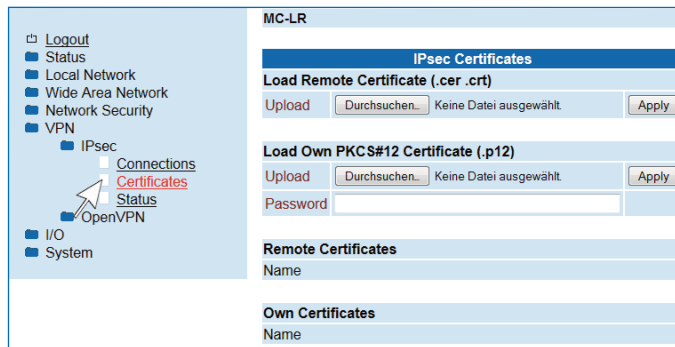 MC-LR
Logout
Status
Local Network
Wide Area Network
Network Security
VPN
IPsec
Connections
Certificates
Status
OpenVPN
I/O
System
IPsec Certificates
Load Remote Certificate (.cer .crt)
Upload Durchsuchen... Keine Datei ausgewählt. Apply
Load Own PKCS#12 Certificate (.p12)
Upload Durchsuchen... Keine Datei ausgewählt. Apply
Password
Remote Certificates
Name
Own Certificates
Name